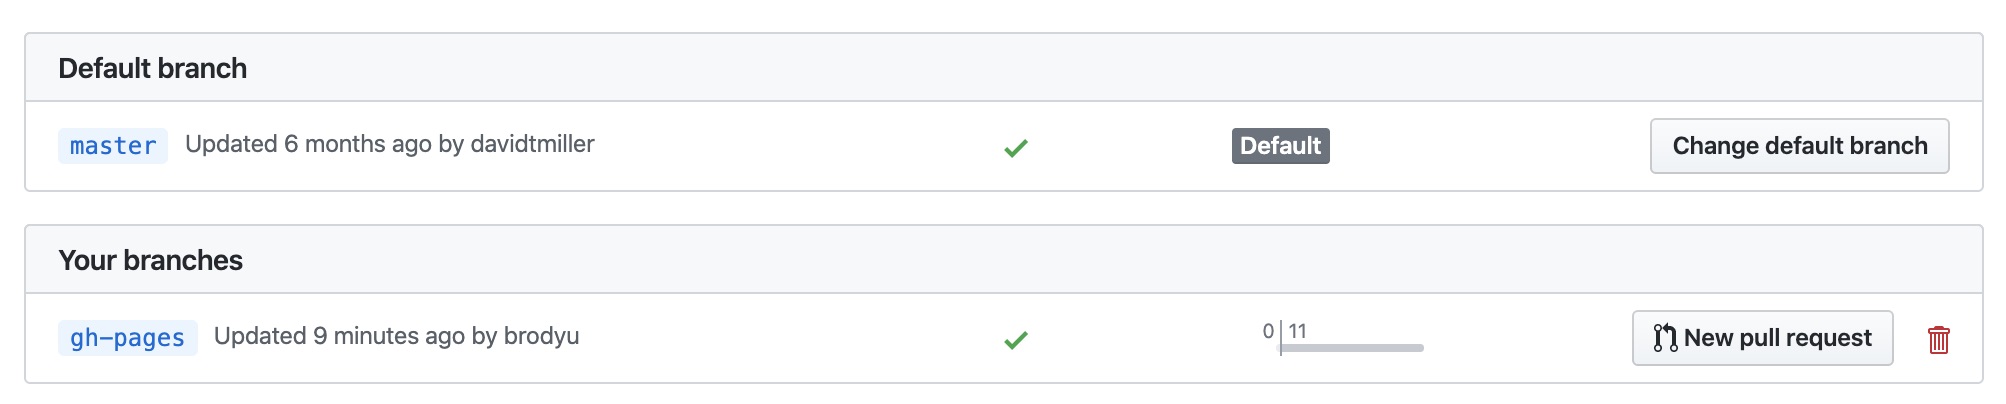 Default branch
master Updated 6 months ago by davidtmiller Default Change default branch
Your branches
gh-pages Updated 9 minutes ago by brodyu 0 11 New pull request